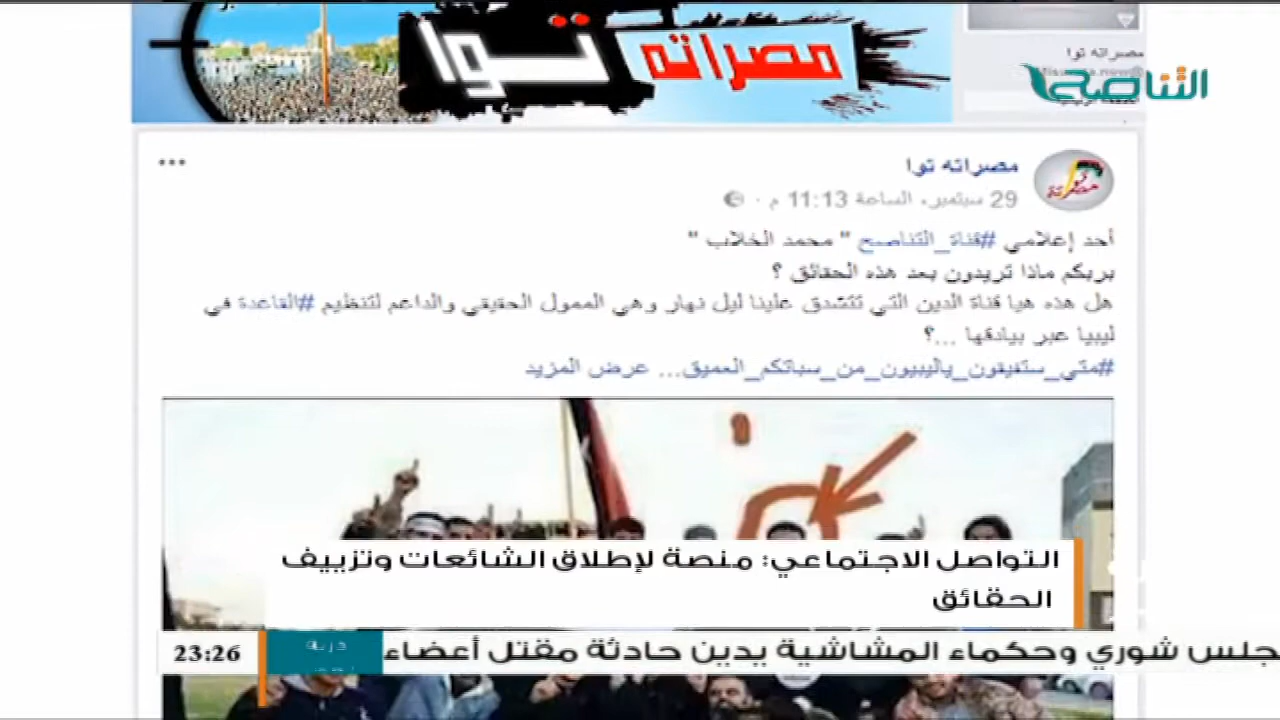 مصراته توا
مصراته توا
التناصح
مصراته توا
29 سبتمبر، الساعة 11:13 م ·
أحد إعلامي #قناة_التناصح " محمد الخلاب "
بربكم ماذا تريدون بعد هذه الحقائق ؟
هل هذه هيا قناة الدين التي تتشدق علينا ليل نهار وهي الممول الحقيقي والداعم لتنظيم #القاعدة في
ليبيا عبر بيادقها ...؟
#متى_ستفيقون_ياليبيون_من_سباتكم_العميق... عرض المزيد
التواصل الاجتماعي: منصة لإطلاق الشائعات وتزييف
الحقائق
جلس شوري وحكماء المشاشية يدين حادثة مقتل أعضاء
23:26